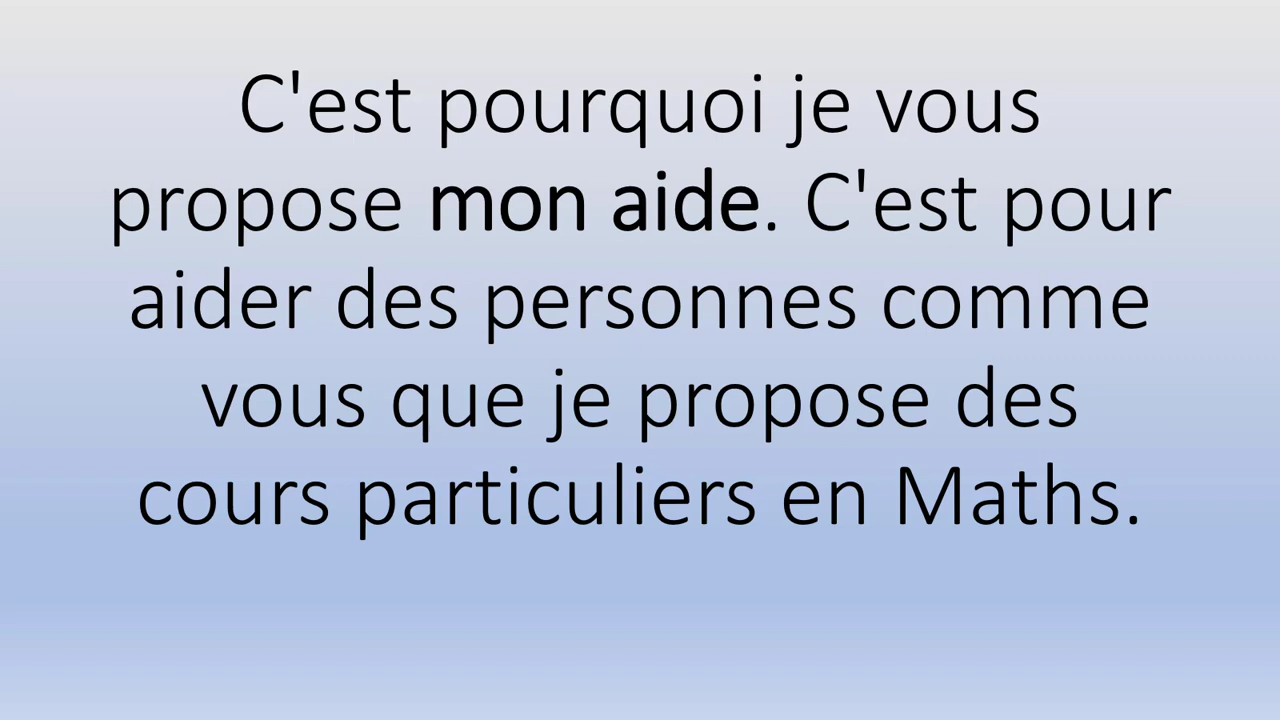 C'est pourquoi je vous
propose mon aide. C'est pour
aider des personnes comme
vous que je propose des
cours particuliers en Maths.